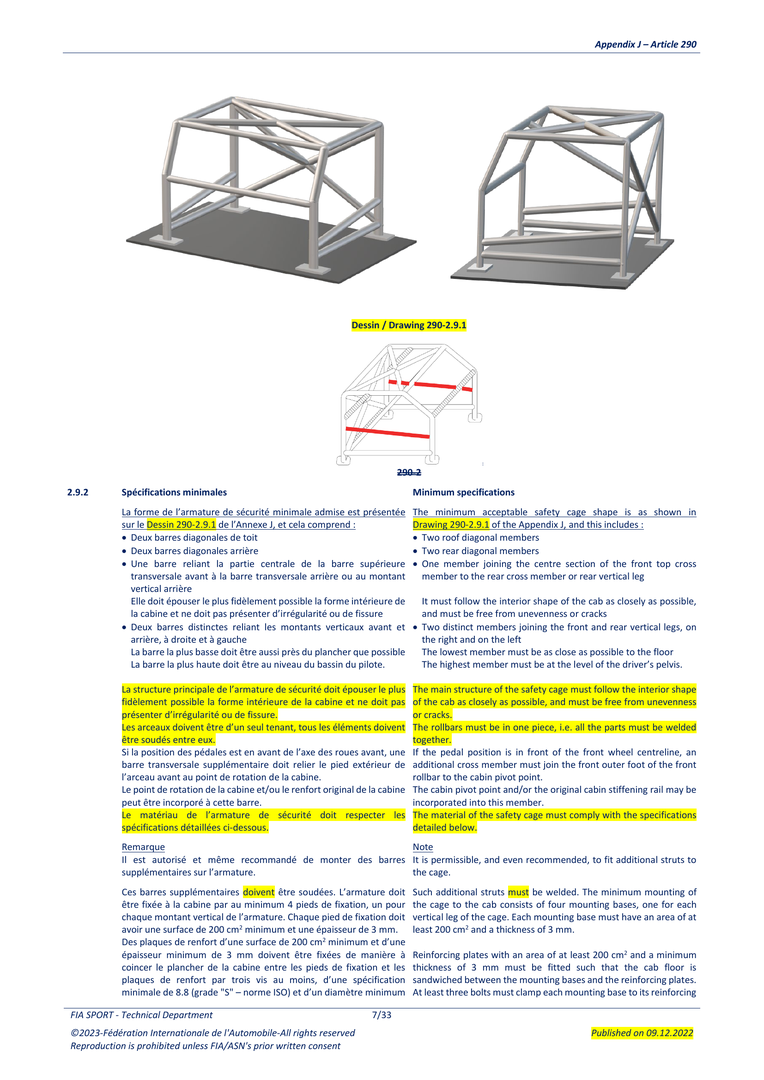 Appendix J – Article 290
Dessin / Drawing 290-2.9.1
290-2
2.9.2
Spécifications minimales
La forme de l'armature de sécurité minimale admise est présentée
sur le Dessin 290-2.9.1 de l'Annexe J, et cela comprend :
• Deux barres diagonales de toit
• Deux barres diagonales arrière
• Une barre reliant la partie centrale de la barre supérieure
transversale avant à la barre transversale arrière ou au montant
vertical arrière
Elle doit épouser le plus fidèlement possible la forme intérieure de
la cabine et ne doit pas présenter d'irrégularité ou de fissure
• Deux barres distinctes reliant les montants verticaux avant et
arrière, à droite et à gauche
La barre la plus basse doit être aussi près du plancher que possible
La barre la plus haute doit être au niveau du bassin du pilote.
La structure principale de l'armature de sécurité doit épouser le plus
fidèlement possible la forme intérieure de la cabine et ne doit pas
présenter d'irrégularité ou de fissure.
Les arceaux doivent être d'un seul tenant, tous les éléments doivent
être soudés entre eux.
Si la position des pédales est en avant de l'axe des roues avant, une
barre transversale supplémentaire doit relier le pied extérieur de
l'arceau avant au point de rotation de la cabine.
Le point de rotation de la cabine et/ou le renfort original de la cabine
peut être incorporé à cette barre.
Le matériau de l'armature de sécurité doit respecter les
spécifications détaillées ci-dessous.
Remarque
Il est autorisé et même recommandé de monter des barres
supplémentaires sur l'armature.
Ces barres supplémentaires doivent être soudées. L'armature doit
être fixée à la cabine par au minimum 4 pieds de fixation, un pour
chaque montant vertical de l'armature. Chaque pied de fixation doit
avoir une surface de 200 cm² minimum et une épaisseur de 3 mm.
Des plaques de renfort d'une surface de 200 cm² minimum et d'une
épaisseur minimum de 3 mm doivent être fixées de manière à
coincer le plancher de la cabine entre les pieds de fixation et les
plaques de renfort par trois vis au moins, d'une spécification
minimale de 8.8 (grade "S" – norme ISO) et d'un diamètre minimum
Minimum specifications
The minimum acceptable safety cage shape is as shown in
Drawing 290-2.9.1 of the Appendix J, and this includes :
• Two roof diagonal members
• Two rear diagonal members
• One member joining the centre section of the front top cross
member to the rear cross member or rear vertical leg
It must follow the interior shape of the cab as closely as possible,
and must be free from unevenness or cracks
• Two distinct members joining the front and rear vertical legs, on
the right and on the left
The lowest member must be as close as possible to the floor
The highest member must be at the level of the driver's pelvis.
The main structure of the safety cage must follow the interior shape
of the cab as closely as possible, and must be free from unevenness
or cracks.
The rollbars must be in one piece, i.e. all the parts must be welded
together.
If the pedal position is in front of the front wheel centreline, an
additional cross member must join the front outer foot of the front
rollbar to the cabin pivot point.
The cabin pivot point and/or the original cabin stiffening rail may be
incorporated into this member.
The material of the safety cage must comply with the specifications
detailed below.
Note
It is permissible, and even recommended, to fit additional struts to
the cage.
Such additional struts must be welded. The minimum mounting of
the cage to the cab consists of four mounting bases, one for each
vertical leg of the cage. Each mounting base must have an area of at
least 200 cm² and a thickness of 3 mm.
Reinforcing plates with an area of at least 200 cm² and a minimum
thickness of 3 mm must be fitted such that the cab floor is
sandwiched between the mounting bases and the reinforcing plates.
At least three bolts must clamp each mounting base to its reinforcing
FIA SPORT - Technical Department
7/33
©2023-Fédération Internationale de l'Automobile-All rights reserved
Reproduction is prohibited unless FIA/ASN's prior written consent
Published on 09.12.2022